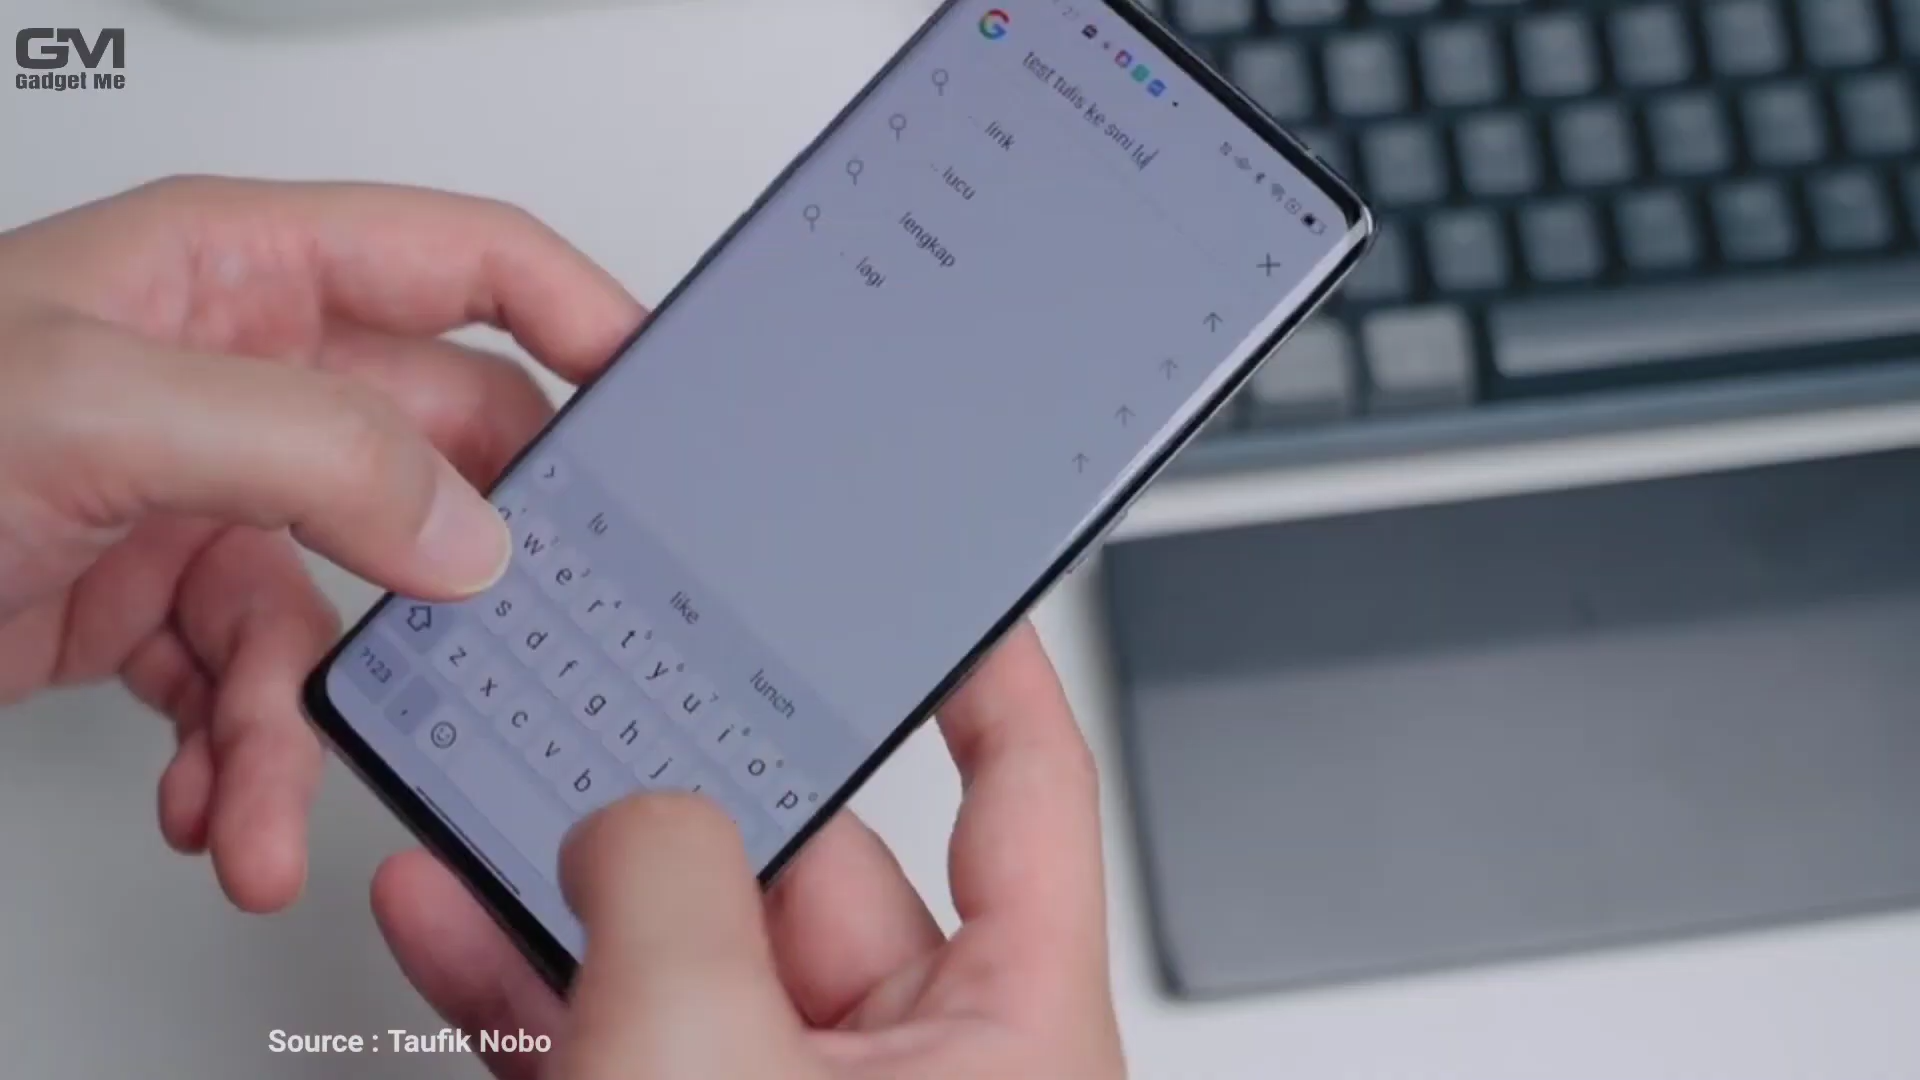 GM
Gadget Me
test tulis ke sini lu
link
lucu
lengkap
lagi
lu
like
lunch
w e r t y u i o p
s d f g h j
z x c v b
?123 ,
Source : Taufik Nobo